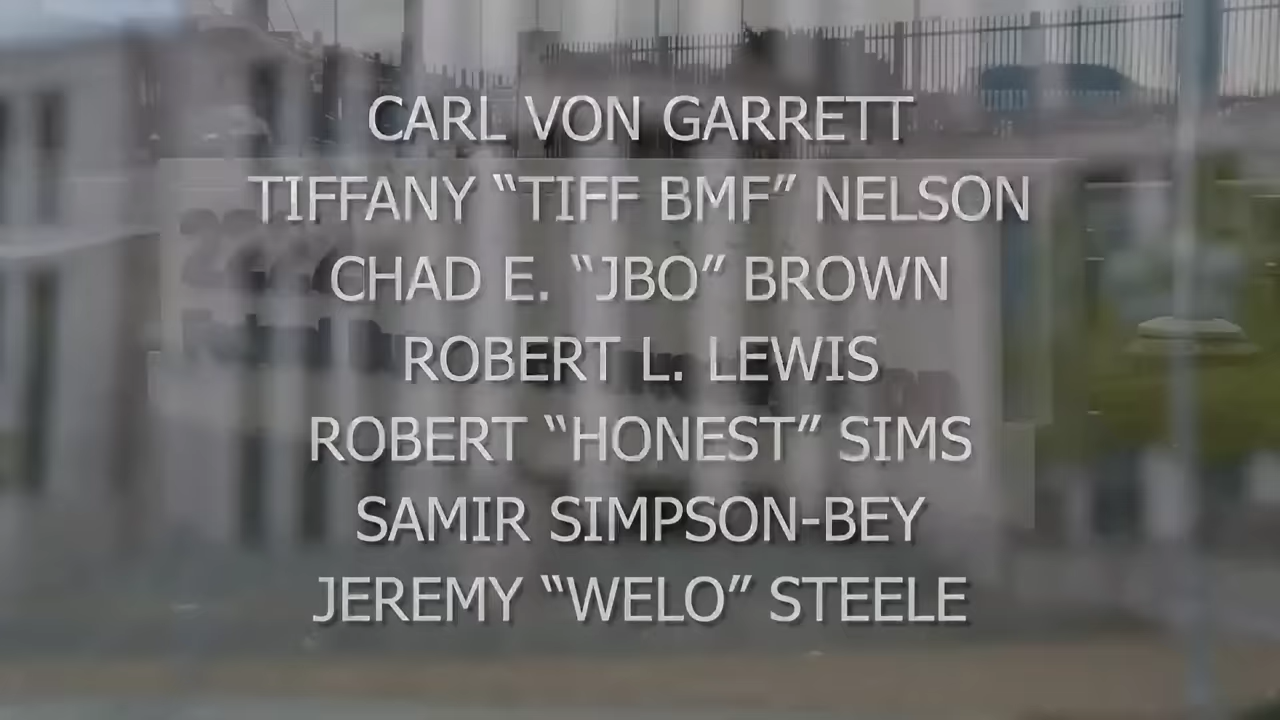 CARL VON GARRETT
TIFFANY “TIFF BMF” NELSON
CHAD E. “JBO” BROWN
ROBERT L. LEWIS
ROBERT “HONEST” SIMS
SAMIR SIMPSON-BEY
JEREMY “WELO” STEELE